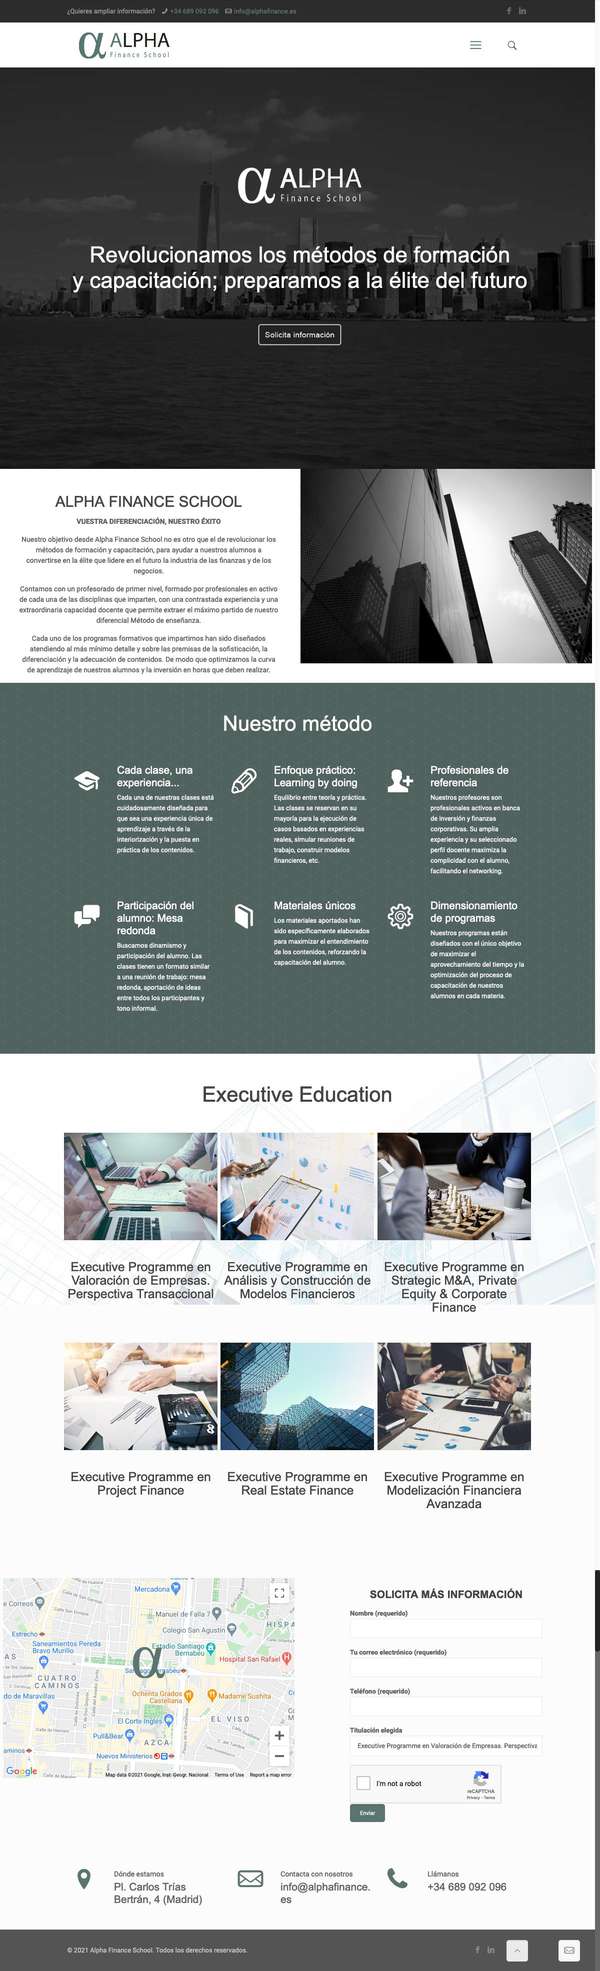 ¿Quieres ampliar información? +34 689 092 096 info@alphafinance.es
α ALPHA
Finance School
α ALPHA
Finance School
Revolucionamos los métodos de formación
y capacitación; preparamos a la élite del futuro
Solicita información
ALPHA FINANCE SCHOOL
VUESTRA DIFERENCIACIÓN, NUESTRO ÉXITO
Nuestro objetivo desde Alpha Finance School no es otro que el de revolucionar los
métodos de formación y capacitación, para ayudar a nuestros alumnos a
convertirse en la élite que lidere en el futuro la industria de las finanzas y de los
negocios.
Contamos con un profesorado de primer nivel, formado por profesionales en activo
de cada una de las disciplinas que imparten, con una contrastada experiencia y una
extraordinaria capacidad docente que permite extraer el máximo partido de nuestro
diferencial Método de enseñanza.
Cada uno de los programas formativos que impartimos han sido diseñados
atendiendo al más mínimo detalle y sobre las premisas de la sofisticación, la
diferenciación y la adecuación de contenidos. De modo que optimizamos la curva
de aprendizaje de nuestros alumnos y la inversión en horas que deben realizar.
Nuestro método
Cada clase, una
experiencia...
Cada una de nuestras clases está
cuidadosamente diseñada para
que sea una experiencia única de
aprendizaje a través de la
interiorización y la puesta en
práctica de los contenidos.
Enfoque práctico:
Learning by doing
Equilibrio entre teoría y práctica.
Las clases se reservan en su
mayoría para la ejecución de
casos basados en experiencias
reales, simular reuniones de
trabajo, construir modelos
financieros, etc.
Profesionales de
referencia
Nuestros profesores son
profesionales activos en banca
de Inversión y finanzas
corporativas. Su amplia
experiencia y su seleccionado
perfil docente maximiza la
complicidad con el alumno,
facilitando el networking.
Participación del
alumno: Mesa
redonda
Buscamos dinamismo y
participación del alumno. Las
clases tienen un formato similar
a una reunión de trabajo: mesa
redonda, aportación de ideas
entre todos los participantes y
tono informal.
Materiales únicos
Los materiales aportados han
sido específicamente elaborados
para maximizar el entendimiento
de los contenidos, reforzando la
capacitación del alumno.
Dimensionamiento
de programas
Nuestros programas están
diseñados con el único objetivo
de maximizar el
aprovechamiento del tiempo y la
optimización del proceso de
capacitación de nuestros
alumnos en cada materia.
Executive Education
Executive Programme en
Valoración de Empresas.
Perspectiva Transaccional
Executive Programme en
Análisis y Construcción de
Modelos Financieros
Executive Programme en
Strategic M&A, Private
Equity & Corporate
Finance
Executive Programme en
Project Finance
Executive Programme en
Real Estate Finance
Executive Programme en
Modelización Financiera
Avanzada
Mercadona
e Correos
Manuel de Falla 7
HISPA
Colegio San Agustín
Estrecho
Saneamientos Pereda
Bravo Murillo
Estadio Santiago
Bernabéu
Santiago Bernabéu
Hospital San Rafael
AS
CUATRO
CAMINOS
Ochenta Grados
Castellana
Madame Sushita
do de Maravillas
El Corte Inglés
EL VISO
Pull&Bear
AZCA
aminos
Nuevos Ministerios
Google
Map data ©2021 Google, Inst. Geogr. Nacional Terms of Use Report a map error
SOLICITA MÁS INFORMACIÓN
Nombre (requerido)
Tu correo electrónico (requerido)
Teléfono (requerido)
Titulación elegida
Executive Programme en Valoración de Empresas. Perspectiva
I'm not a robot
reCAPTCHA
Privacy - Terms
Enviar
Dónde estamos
Pl. Carlos Trías
Bertrán, 4 (Madrid)
Contacta con nosotros
info@alphafinance.
es
Llámanos
+34 689 092 096
© 2021 Alpha Finance School. Todos los derechos reservados.